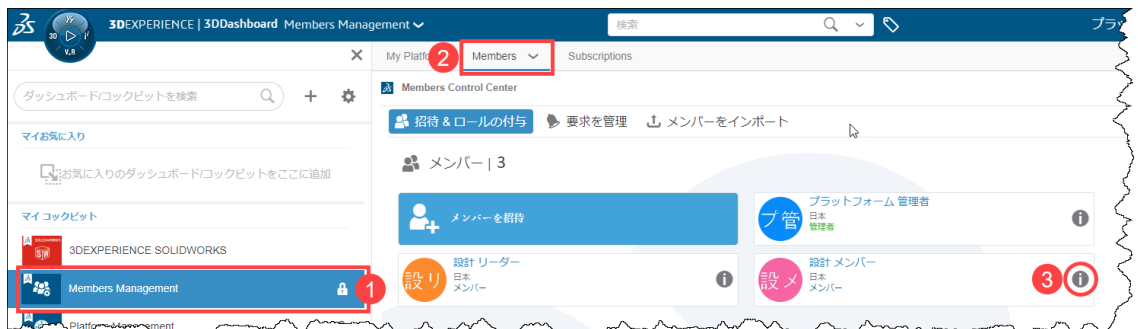 3DEXPERIENCE | 3DDashboard Members Management
検索
3D
V.R
My Platfo
2
Members
Subscriptions
ダッシュボード/コックピットを検索
Members Control Center
招待 & ロールの付与
要求を管理
メンバーをインポート
マイお気に入り
お気に入りのダッシュボード/コックピットをここに追加
メンバー | 3
メンバーを招待
プ 管
プラットフォーム 管理者
日本
管理者
マイ コックピット
3DEXPERIENCE SOLIDWORKS
Members Management
1
設 リ
設計 リーダー
日本
メンバー
設 メ
設計 メンバー
日本
メンバー
3
Platform Management